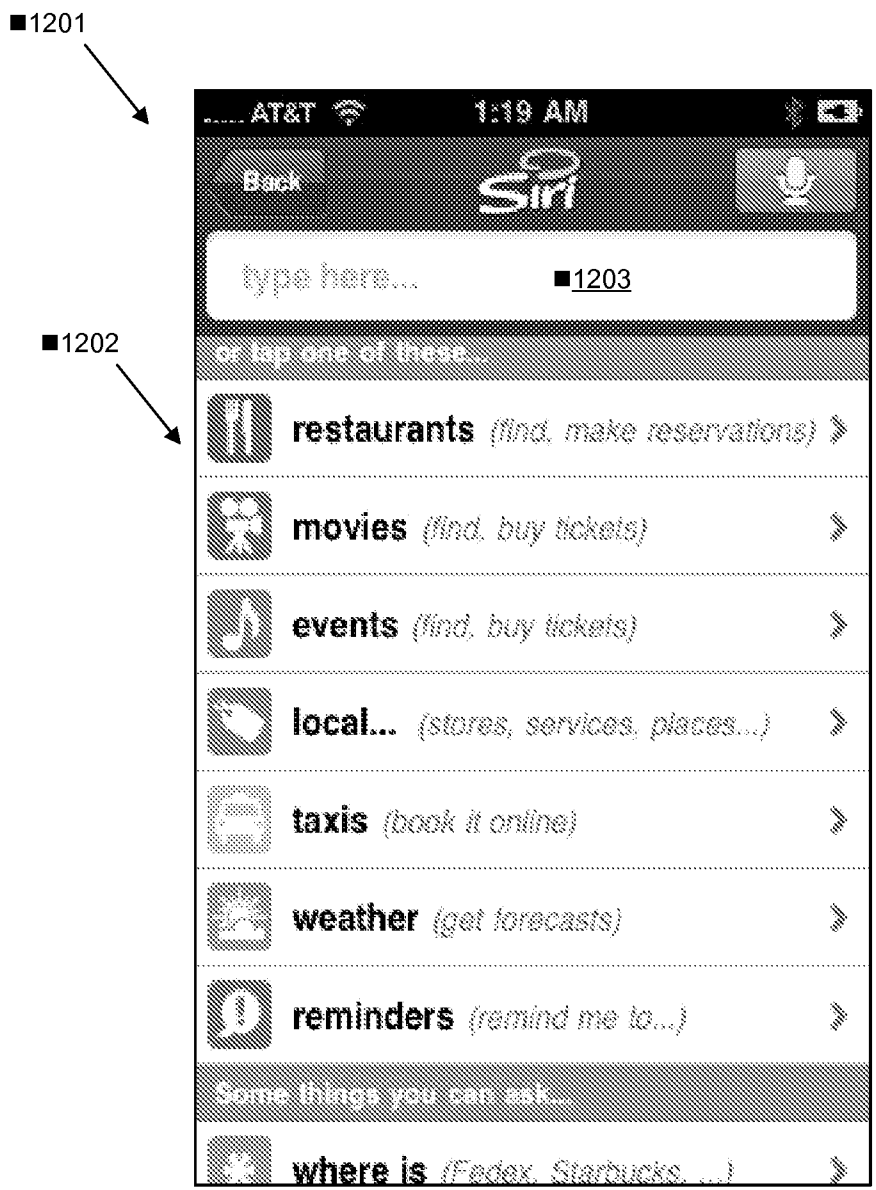 ■1201
AT&T 1:19 AM
Back Siri
type here... ■1203
■1202
or tap one of these...
restaurants (find, make reservations)
movies (find, buy tickets)
events (find, buy tickets)
local... (stores, services, places...)
taxis (book it online)
weather (get forecasts)
reminders (remind me to...)
Some things you can ask...
where is (Fedex, Starbucks, ...)